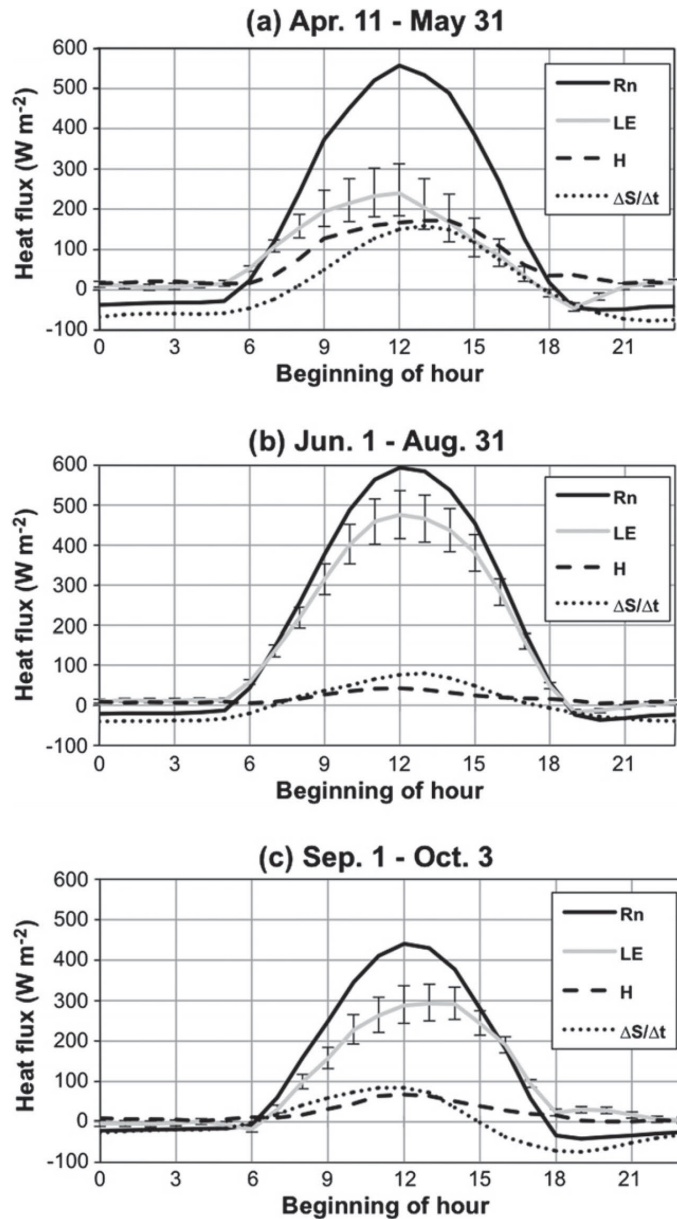 (a) Apr. 11 - May 31
600
500
400
300
200
100
0
-100
Heat flux (W m⁻²)
Rn
LE
H
ΔS/Δt
0 3 6 9 12 15 18 21
Beginning of hour
(b) Jun. 1 - Aug. 31
600
500
400
300
200
100
0
-100
Heat flux (W m⁻²)
Rn
LE
H
ΔS/Δt
0 3 6 9 12 15 18 21
Beginning of hour
(c) Sep. 1 - Oct. 3
600
500
400
300
200
100
0
-100
Heat flux (W m⁻²)
Rn
LE
H
ΔS/Δt
0 3 6 9 12 15 18 21
Beginning of hour